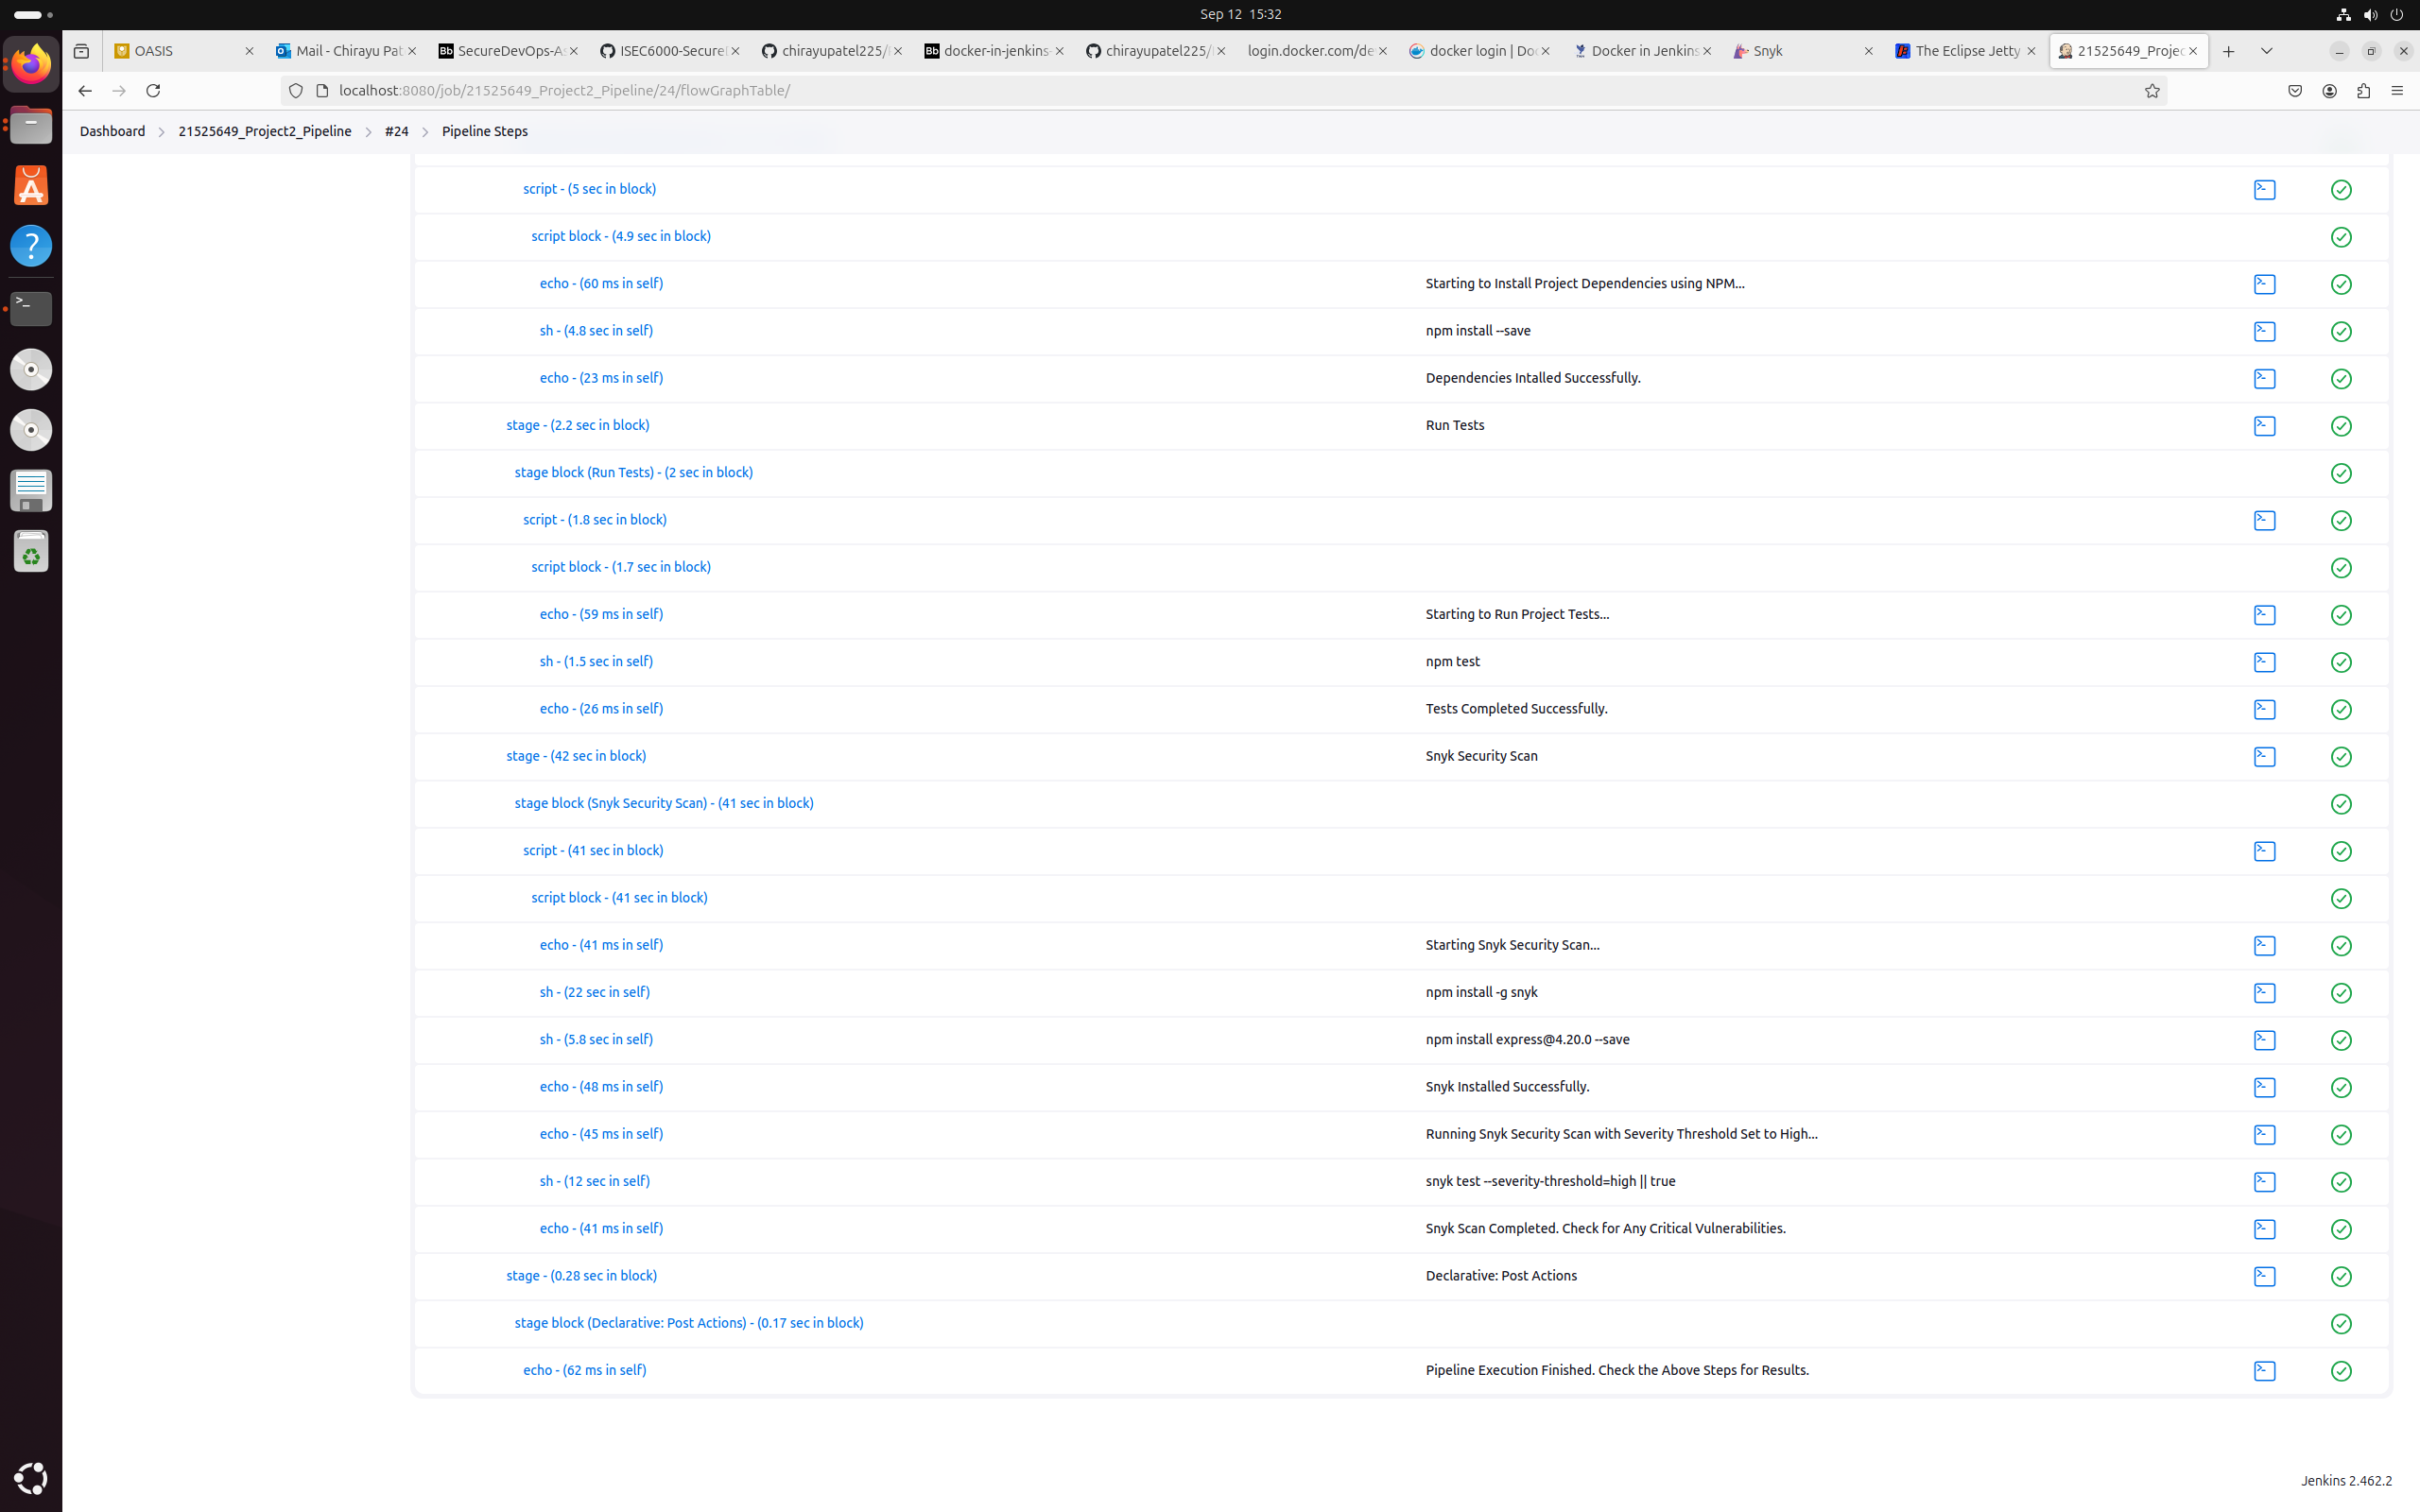 Sep 12 15:32
OASIS
Mail - Chirayu Pat
SecureDevOps-As
ISEC6000-Secure
chirayupatel225/
docker-in-jenkins-
chirayupatel225/
login.docker.com/de
docker login | Doc
Docker in Jenkins
Snyk
The Eclipse Jetty
21525649_Projec
localhost:8080/job/21525649_Project2_Pipeline/24/flowGraphTable/
Dashboard > 21525649_Project2_Pipeline > #24 > Pipeline Steps
script - (5 sec in block)
script block - (4.9 sec in block)
echo - (60 ms in self) Starting to Install Project Dependencies using NPM...
sh - (4.8 sec in self) npm install --save
echo - (23 ms in self) Dependencies Intalled Successfully.
stage - (2.2 sec in block) Run Tests
stage block (Run Tests) - (2 sec in block)
script - (1.8 sec in block)
script block - (1.7 sec in block)
echo - (59 ms in self) Starting to Run Project Tests...
sh - (1.5 sec in self) npm test
echo - (26 ms in self) Tests Completed Successfully.
stage - (42 sec in block) Snyk Security Scan
stage block (Snyk Security Scan) - (41 sec in block)
script - (41 sec in block)
script block - (41 sec in block)
echo - (41 ms in self) Starting Snyk Security Scan...
sh - (22 sec in self) npm install -g snyk
sh - (5.8 sec in self) npm install express@4.20.0 --save
echo - (48 ms in self) Snyk Installed Successfully.
echo - (45 ms in self) Running Snyk Security Scan with Severity Threshold Set to High...
sh - (12 sec in self) snyk test --severity-threshold=high || true
echo - (41 ms in self) Snyk Scan Completed. Check for Any Critical Vulnerabilities.
stage - (0.28 sec in block) Declarative: Post Actions
stage block (Declarative: Post Actions) - (0.17 sec in block)
echo - (62 ms in self) Pipeline Execution Finished. Check the Above Steps for Results.
Jenkins 2.462.2